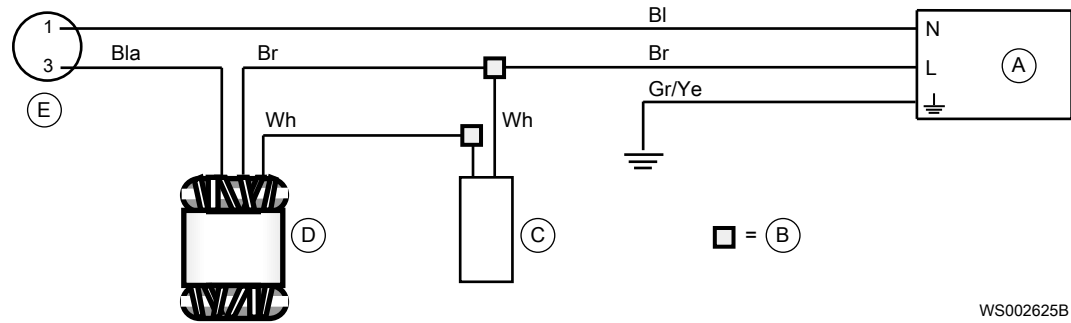 1 Bl N
3 Bla Br Br L A
E Gr/Ye
Wh Wh
D C = B
WS002625B